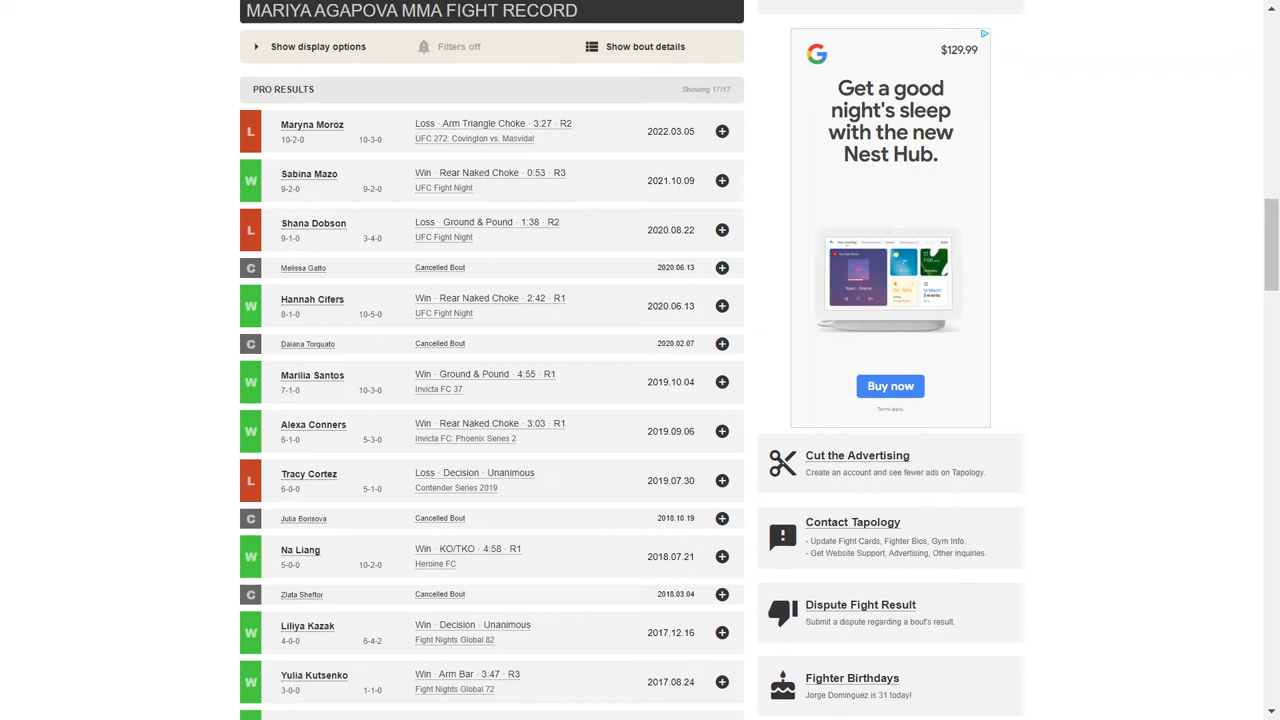 MARIYA AGAPOVA MMA FIGHT RECORD
Show display options
Filters off
Show bout details
PRO RESULTS
Showing 17/17
L
Maryna Moroz
Loss · Arm Triangle Choke · 3:27 · R2
10-2-0
10-3-0
UFC 272: Covington vs. Masvidal
2022.03.05
W
Sabina Mazo
Win · Rear Naked Choke · 0:53 · R3
9-2-0
9-2-0
UFC Fight Night
2021.10.09
L
Shana Dobson
Loss · Ground & Pound · 1:38 · R2
9-1-0
3-4-0
UFC Fight Night
2020.08.22
C
Melissa Gatto
Cancelled Bout
2020.06.13
W
Hannah Cifers
Win · Rear Naked Choke · 2:42 · R1
8-1-0
10-5-0
UFC Fight Night
2020.06.13
C
Daiana Torquato
Cancelled Bout
2020.02.07
W
Marilia Santos
Win · Ground & Pound · 4:55 · R1
7-1-0
10-3-0
Invicta FC 37
2019.10.04
W
Alexa Conners
Win · Rear Naked Choke · 3:03 · R1
6-1-0
5-3-0
Invicta FC: Phoenix Series 2
2019.09.06
L
Tracy Cortez
Loss · Decision · Unanimous
6-0-0
5-1-0
Contender Series 2019
2019.07.30
C
Julia Borisova
Cancelled Bout
2018.10.19
W
Na Liang
Win · KO/TKO · 4:58 · R1
5-0-0
10-2-0
Heroine FC
2018.07.21
C
Zlata Sheftor
Cancelled Bout
2018.03.04
W
Liliya Kazak
Win · Decision · Unanimous
4-0-0
6-4-2
Fight Nights Global 82
2017.12.16
W
Yulia Kutsenko
Win · Arm Bar · 3:47 · R3
3-0-0
1-1-0
Fight Nights Global 72
2017.08.24
$129.99
Get a good
night's sleep
with the new
Nest Hub.
Buy now
Terms apply.
Cut the Advertising
Create an account and see fewer ads on Tapology.
Contact Tapology
- Update Fight Cards, Fighter Bios, Gym Info.
- Get Website Support, Advertising, Other inquiries.
Dispute Fight Result
Submit a dispute regarding a bout's result.
Fighter Birthdays
Jorge Dominguez is 31 today!